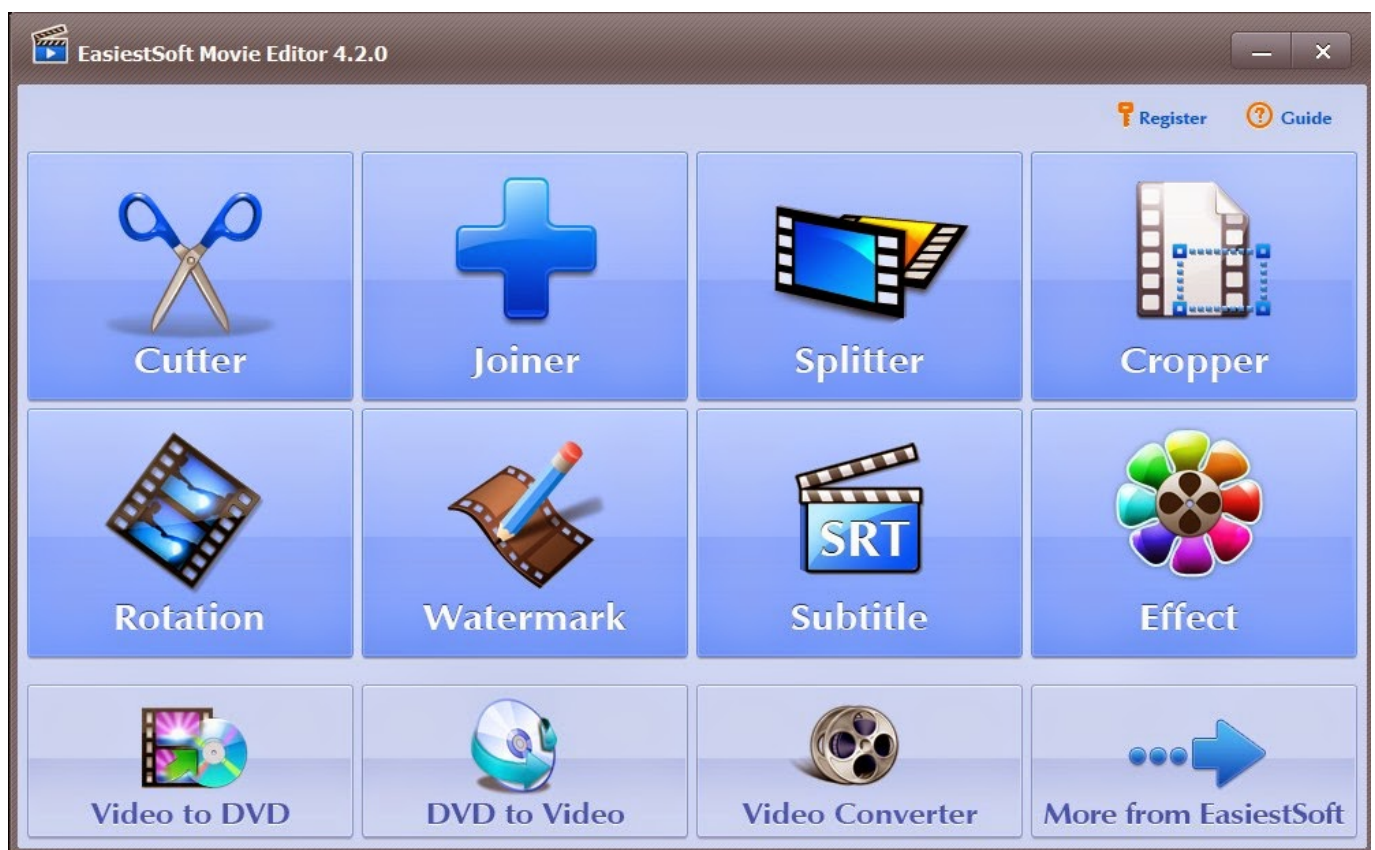 EasiestSoft Movie Editor 4.2.0
Register
Guide
Cutter
Joiner
Splitter
Cropper
Rotation
Watermark
SRT
Subtitle
Effect
Video to DVD
DVD to Video
Video Converter
More from EasiestSoft